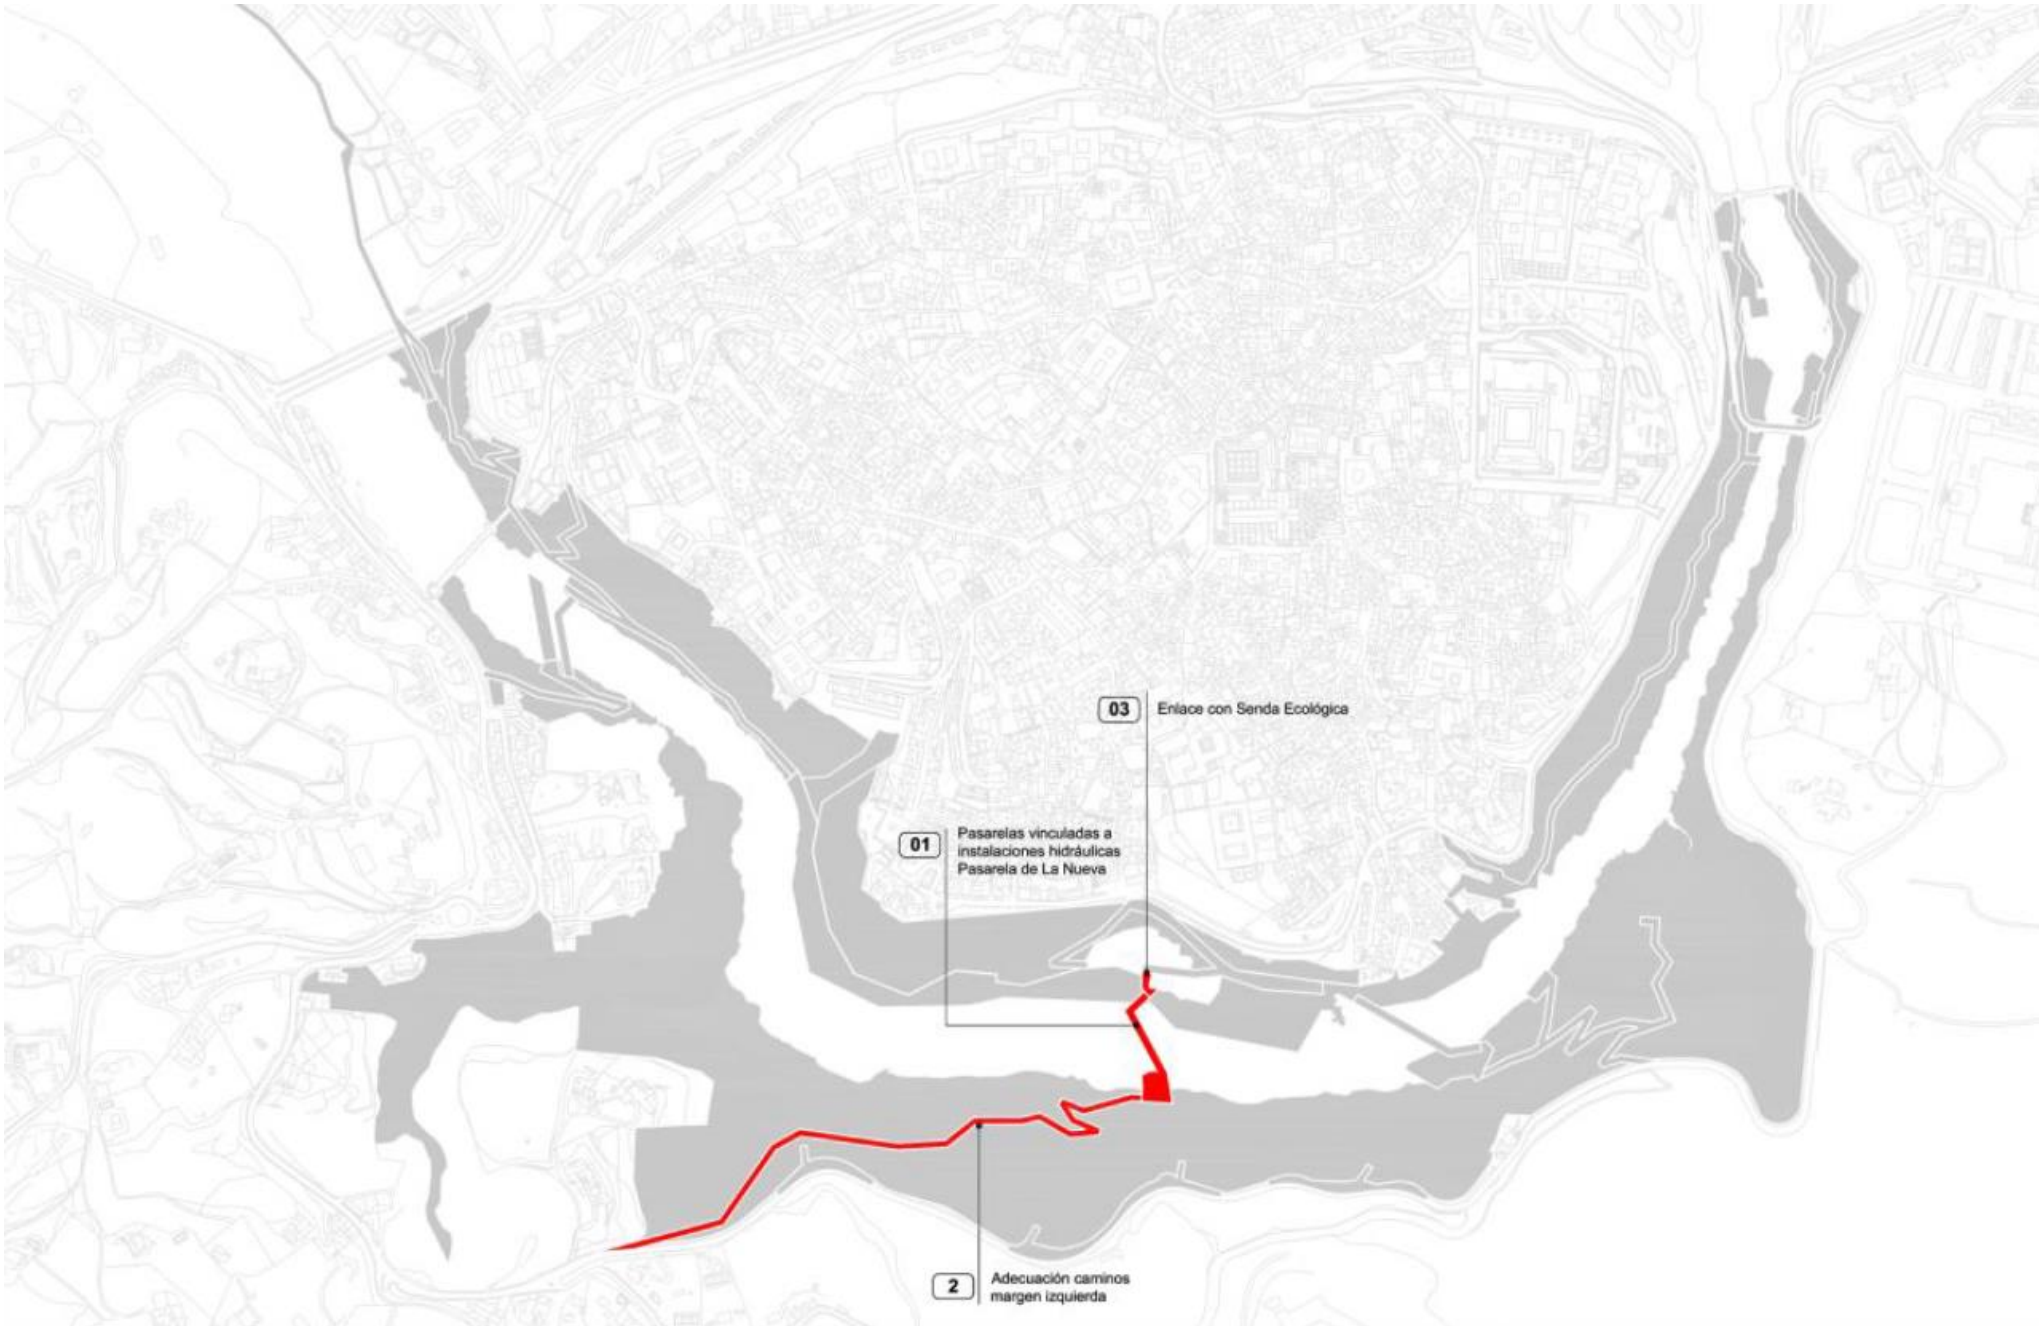 03
Enlace con Senda Ecológica
01
Pasarelas vinculadas a
instalaciones hidráulicas
Pasarela de La Nueva
2
Adecuación caminos
margen izquierda